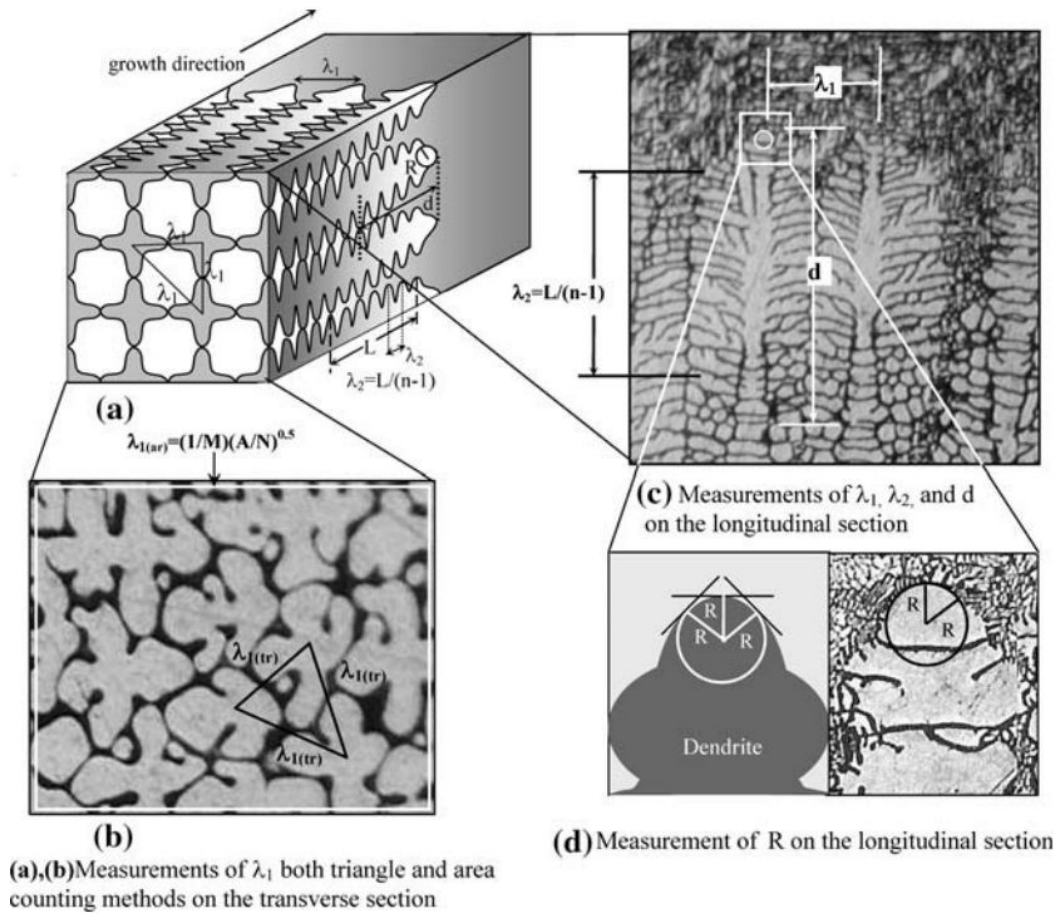 growth direction
λ₁
R
d
λ₁
λ₁
λ₁
L
λ₂
λ₂=L/(n-1)
(a)
λ₁
d
λ₂=L/(n-1)
(c) Measurements of λ₁, λ₂, and d
on the longitudinal section
λ₁₍ar₎=(1/M)(A/N)⁰·⁵
λ₁(tr)
λ₁(tr)
λ₁(tr)
(b)
R
R
R
Dendrite
R
R
(d) Measurement of R on the longitudinal section
(a),(b)Measurements of λ₁ both triangle and area
counting methods on the transverse section